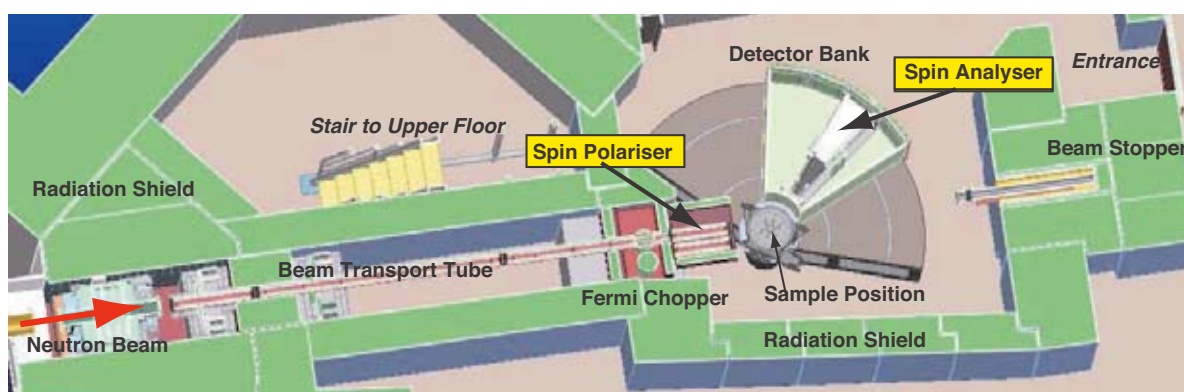 Detector Bank
Spin Analyser
Entrance
Stair to Upper Floor
Spin Polariser
Beam Stopper
Radiation Shield
Beam Transport Tube
Fermi Chopper
Sample Position
Neutron Beam
Radiation Shield